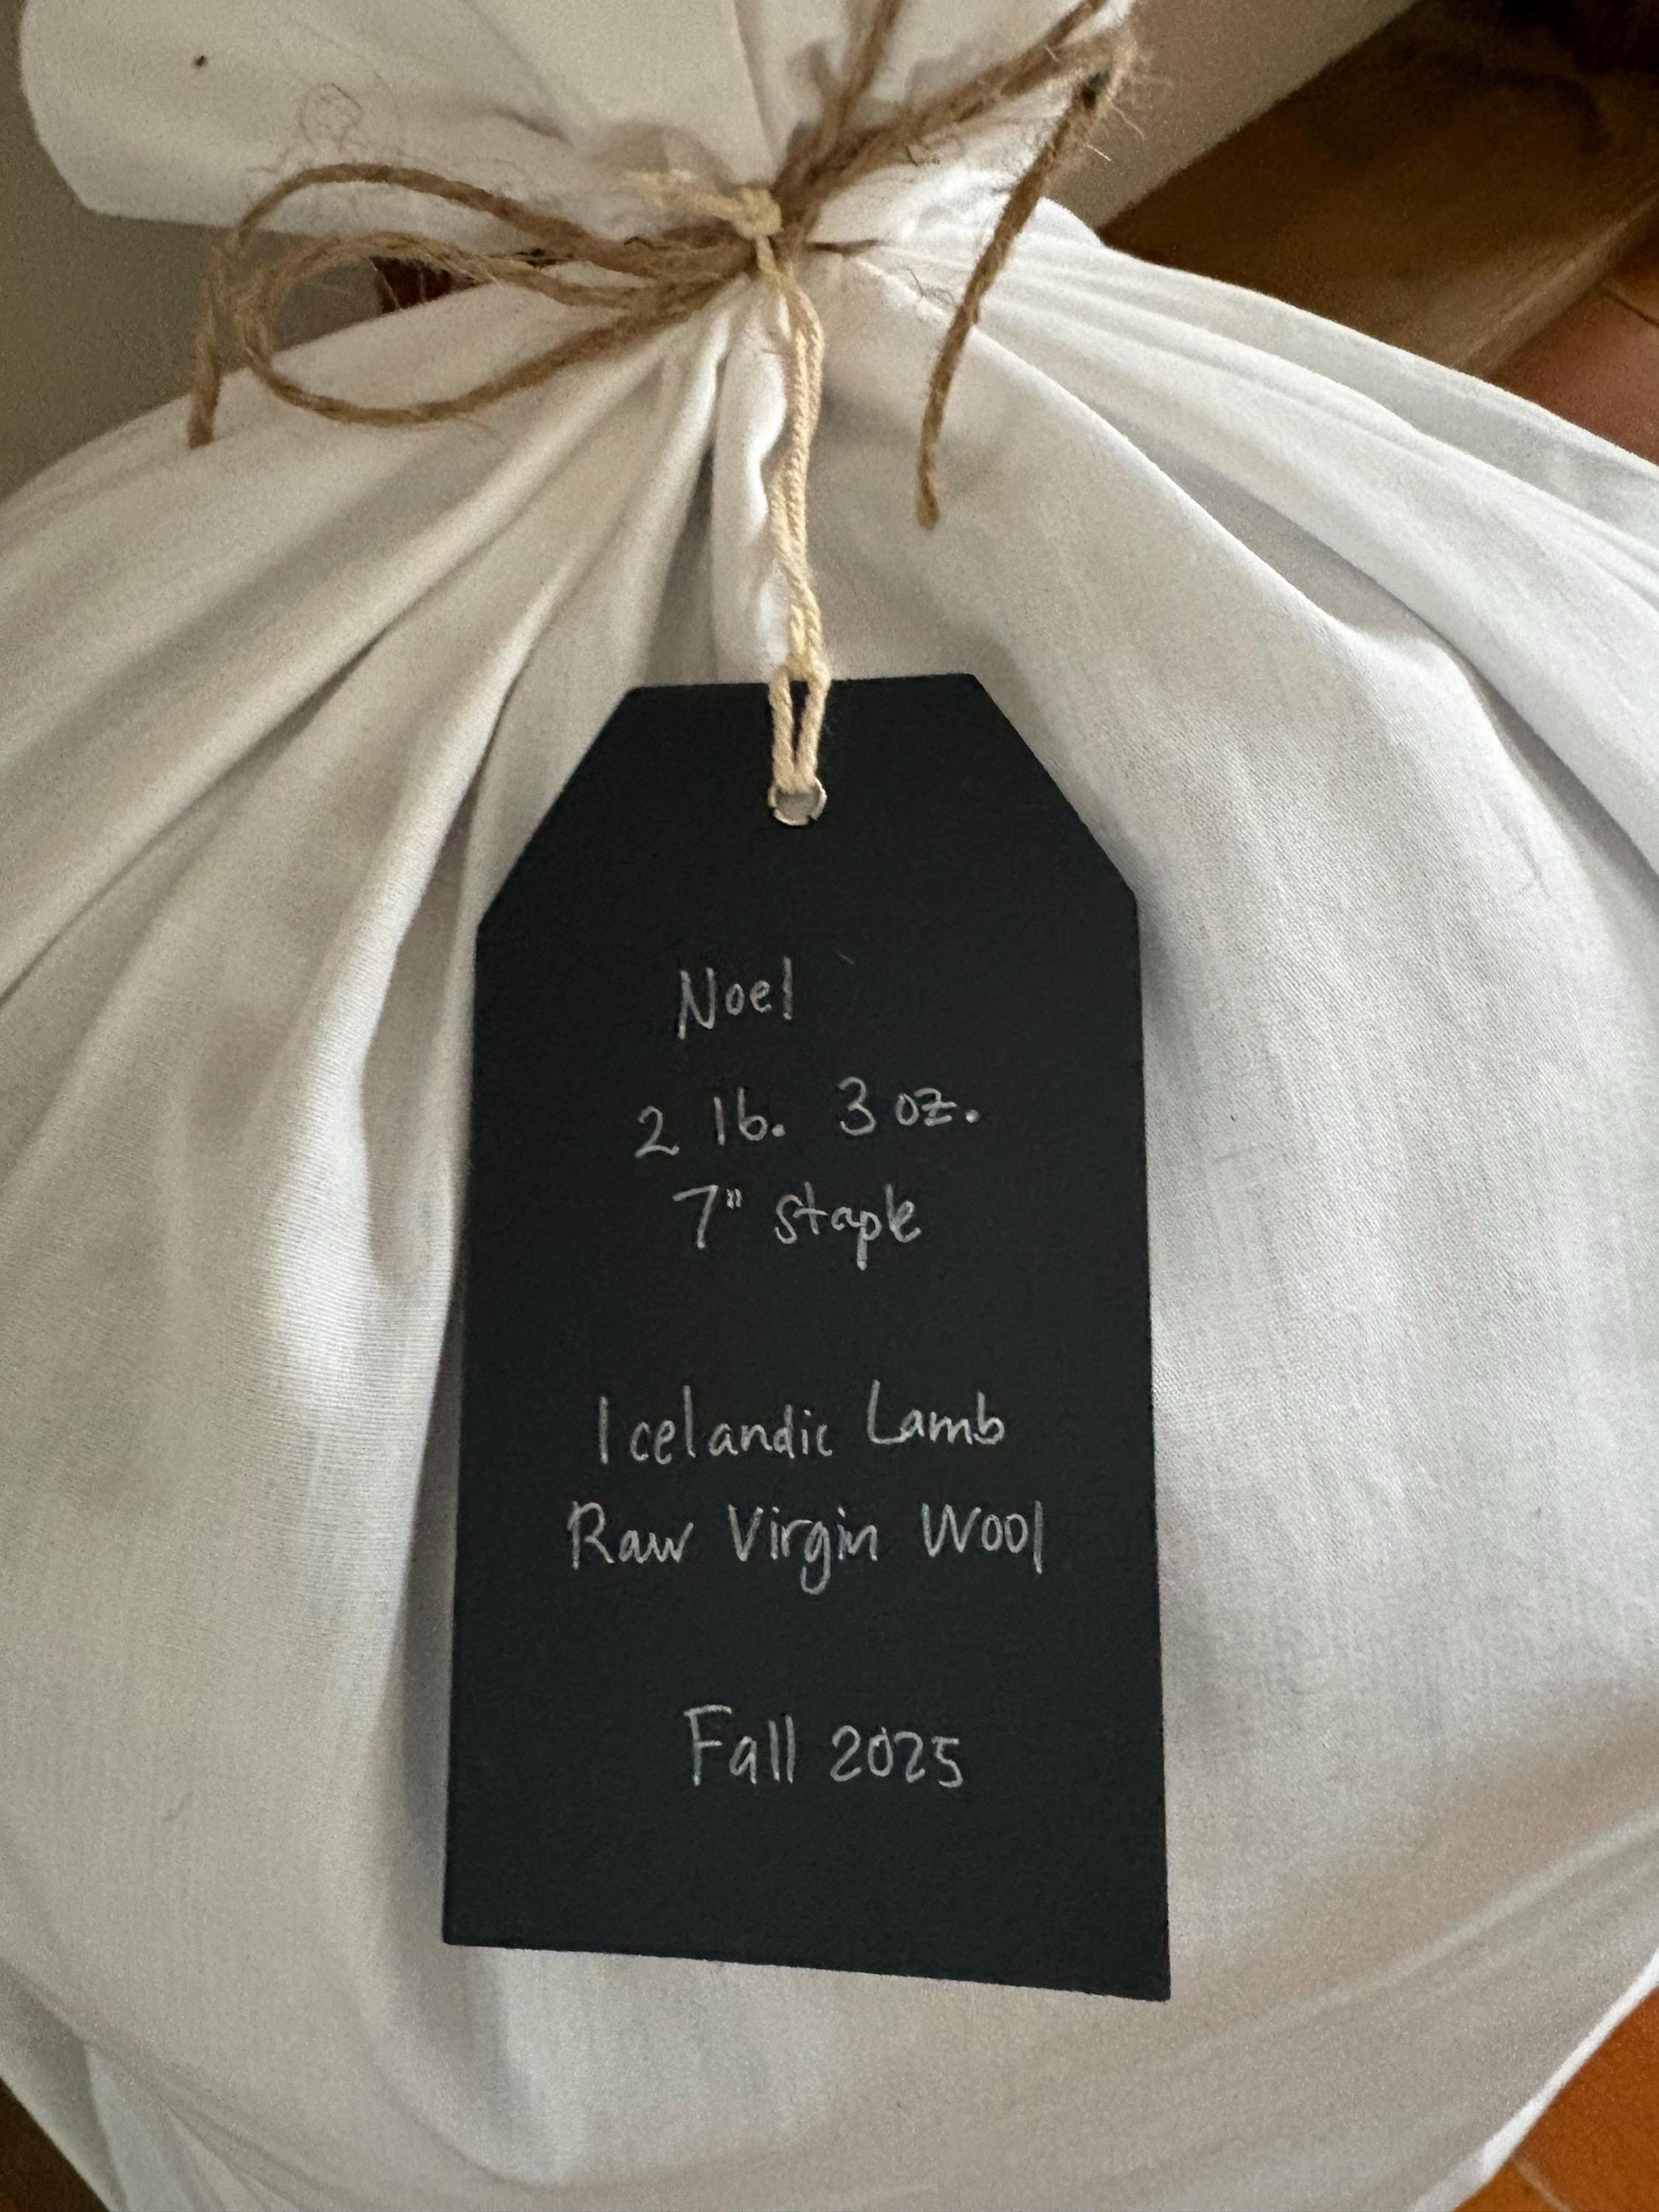 Noel
2 lb. 3 oz.
7" staple
Icelandic Lamb
Raw Virgin Wool
Fall 2025